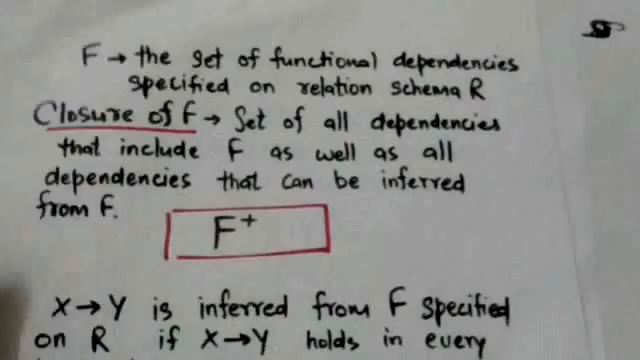 F → the set of functional dependencies
specified on relation schema R
Closure of F → Set of all dependencies
that include F as well as all
dependencies that can be inferred
from F.
F+
X → Y is inferred from F specified
on R if X → Y holds in every